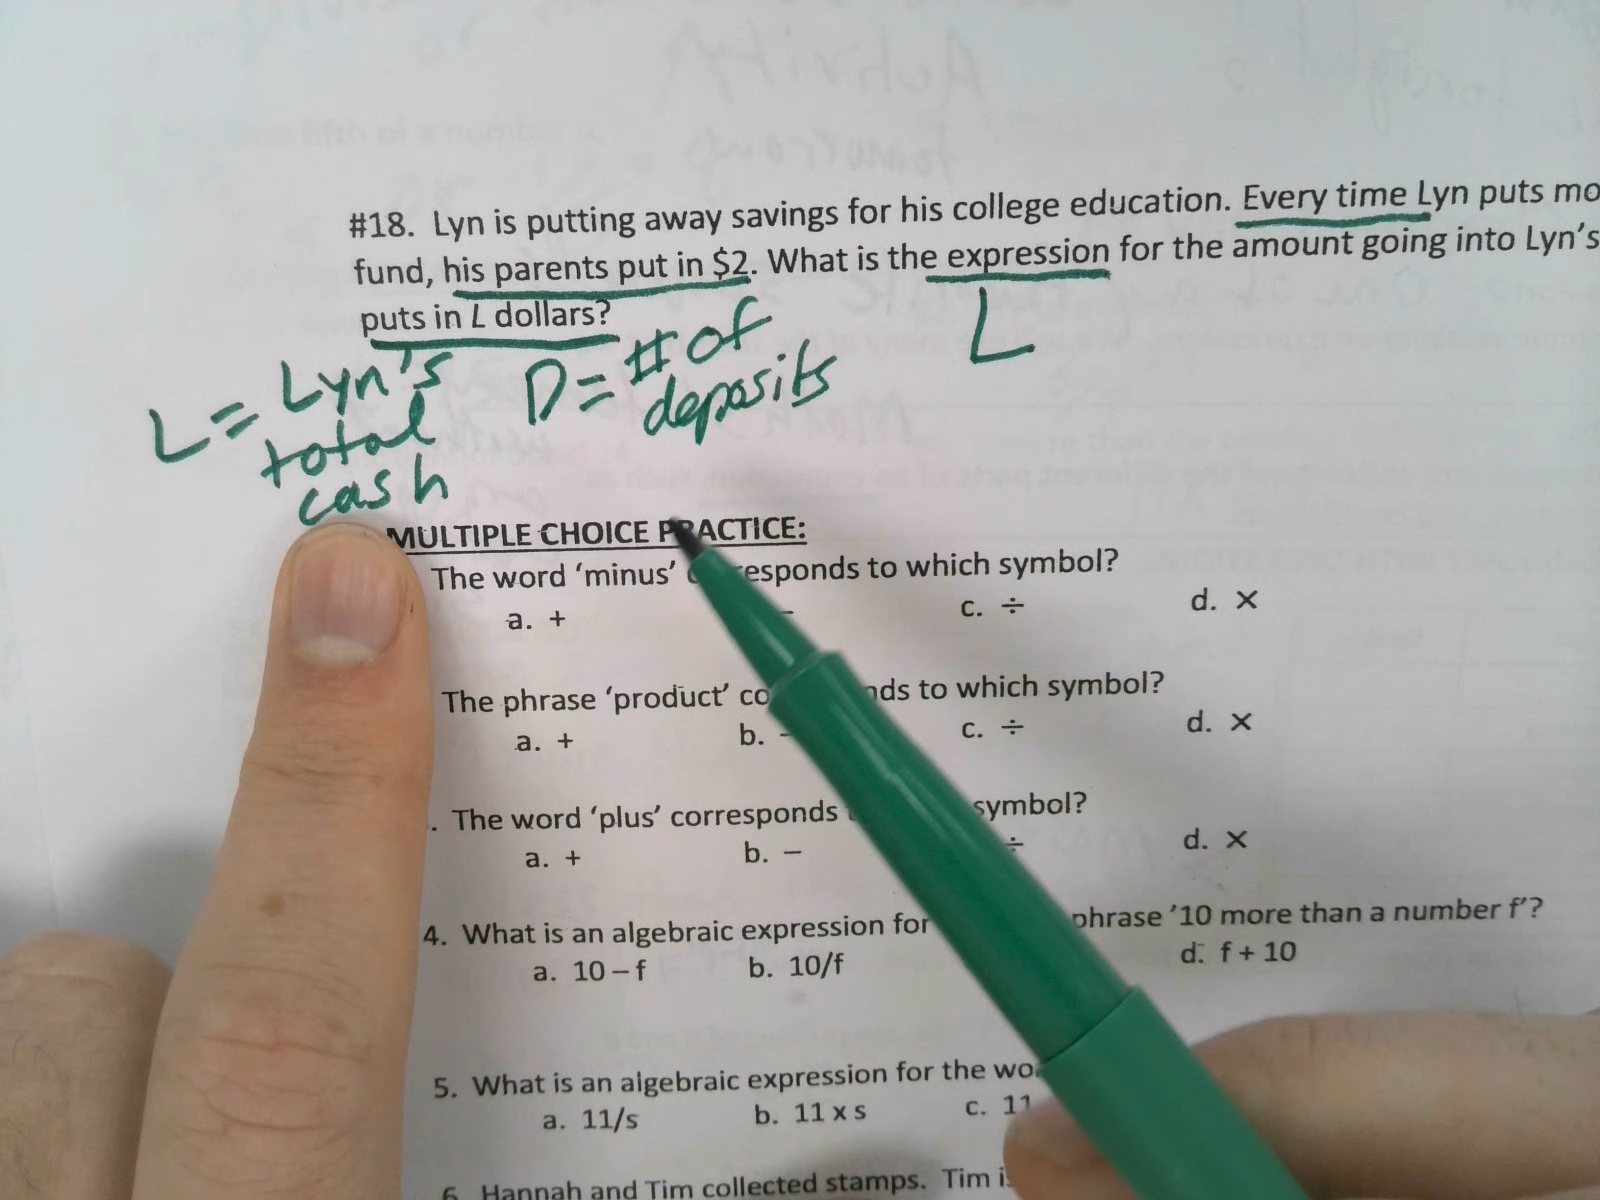 #18. Lyn is putting away savings for his college education. Every time Lyn puts mo
fund, his parents put in $2. What is the expression for the amount going into Lyn's
puts in L dollars?
L = Lyn's total cash
D = # of deposits
L
MULTIPLE CHOICE PRACTICE:
The word 'minus' esponds to which symbol?
a. + – c. ÷ d. ×
The phrase 'product' co nds to which symbol?
a. + b. – c. ÷ d. ×
. The word 'plus' corresponds symbol?
a. + b. – ÷ d. ×
4. What is an algebraic expression for phrase '10 more than a number f'?
a. 10 – f b. 10/f d. f + 10
5. What is an algebraic expression for the wo
a. 11/s b. 11 x s c. 11
6. Hannah and Tim collected stamps. Tim is